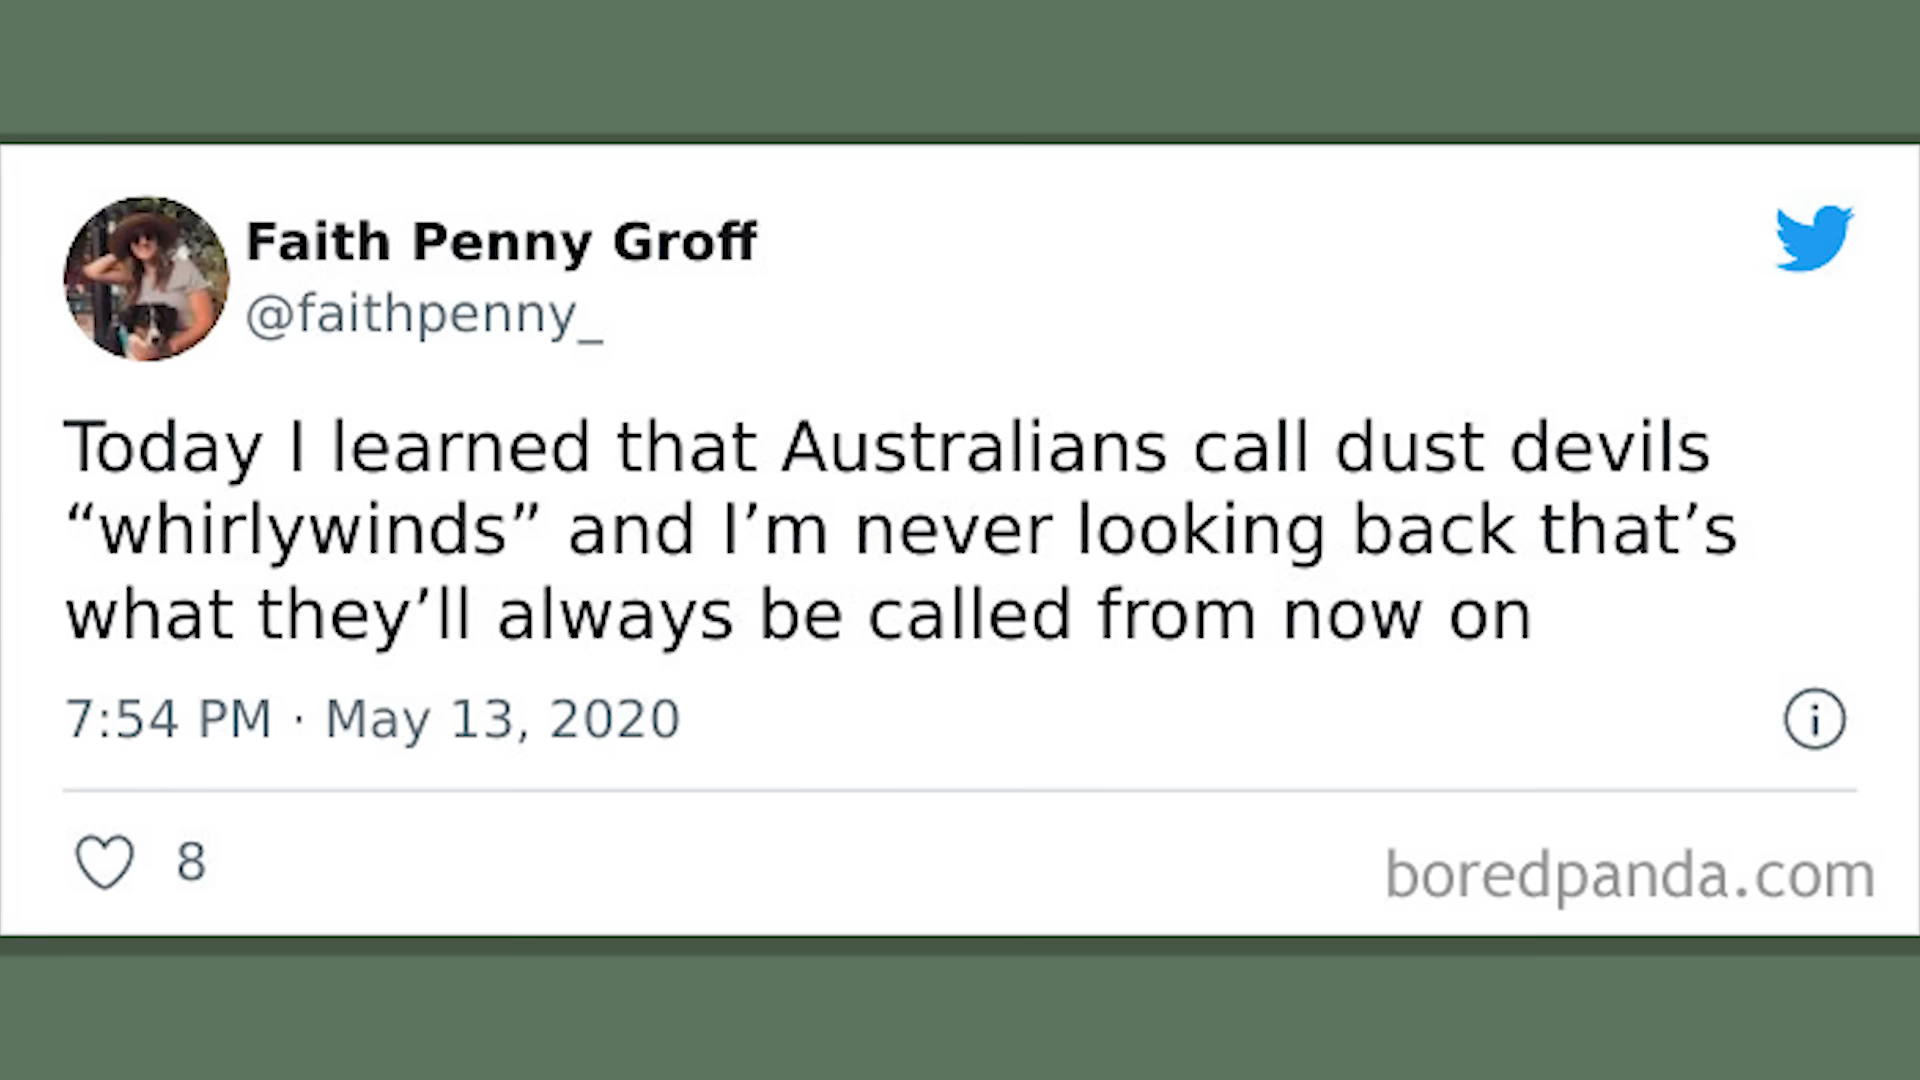 Faith Penny Groff
@faithpenny_
Today I learned that Australians call dust devils
“whirlywinds” and I’m never looking back that’s
what they’ll always be called from now on
7:54 PM · May 13, 2020
8
boredpanda.com